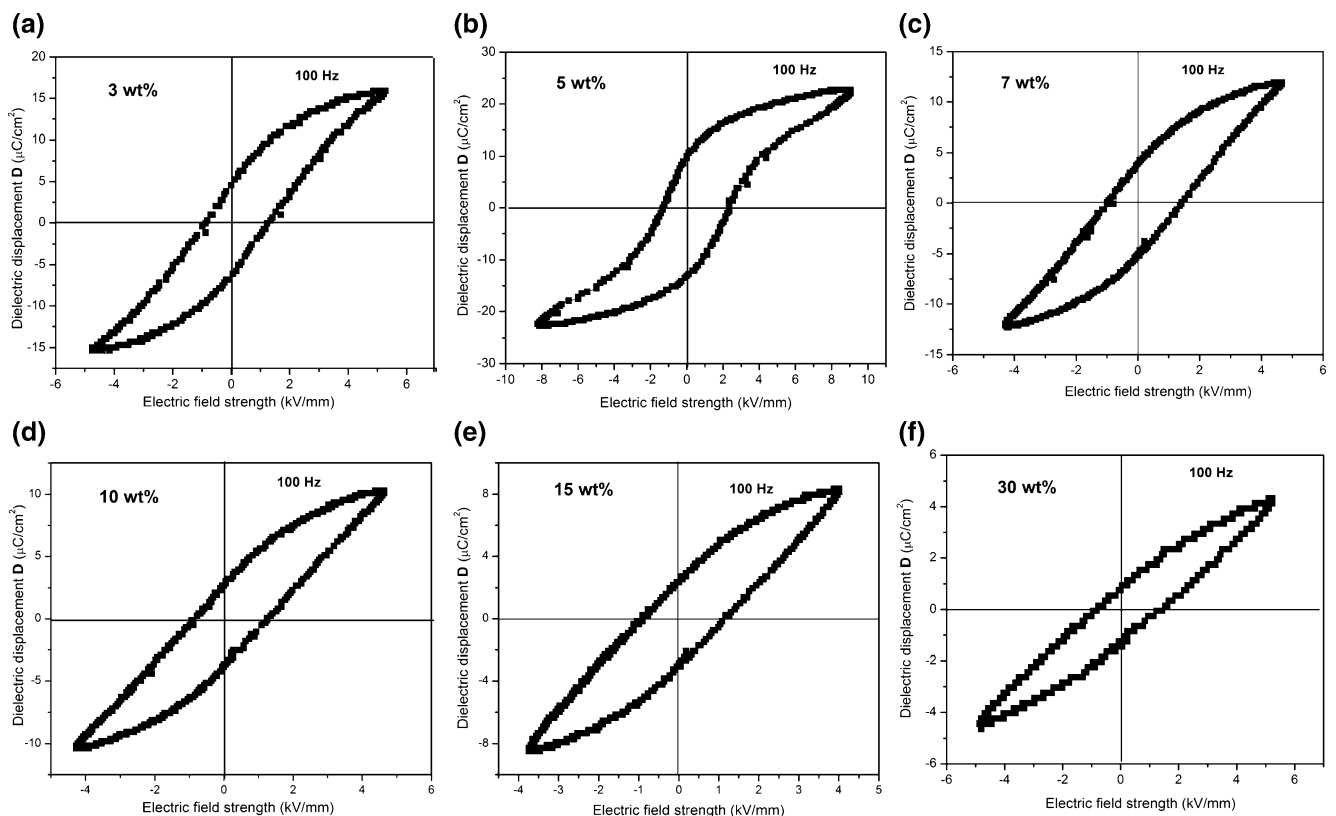 (a)
3 wt%
100 Hz
20
15
10
5
0
-5
-10
-15
Dielectric displacement D (μC/cm²)
-6 -4 -2 0 2 4 6
Electric field strength (kV/mm)
(b)
5 wt%
100 Hz
30
20
10
0
-10
-20
-30
Dielectric displacement D (μC/cm²)
-10 -8 -6 -4 -2 0 2 4 6 8 10
Electric field strength (kV/mm)
(c)
7 wt%
100 Hz
15
10
5
0
-5
-10
-15
Dielectric displacement D (μC/cm²)
-6 -4 -2 0 2 4 6
Electric field strength (kV/mm)
(d)
10 wt%
100 Hz
10
5
0
-5
-10
Dielectric displacement D (μC/cm²)
-4 -2 0 2 4 6
Electric field strength (kV/mm)
(e)
15 wt%
100 Hz
8
4
0
-4
-8
Dielectric displacement D (μC/cm²)
-4 -3 -2 -1 0 1 2 3 4 5
Electric field strength (kV/mm)
(f)
30 wt%
100 Hz
6
4
2
0
-2
-4
-6
Dielectric displacement D (μC/cm²)
-6 -4 -2 0 2 4 6
Electric field strength (kV/mm)